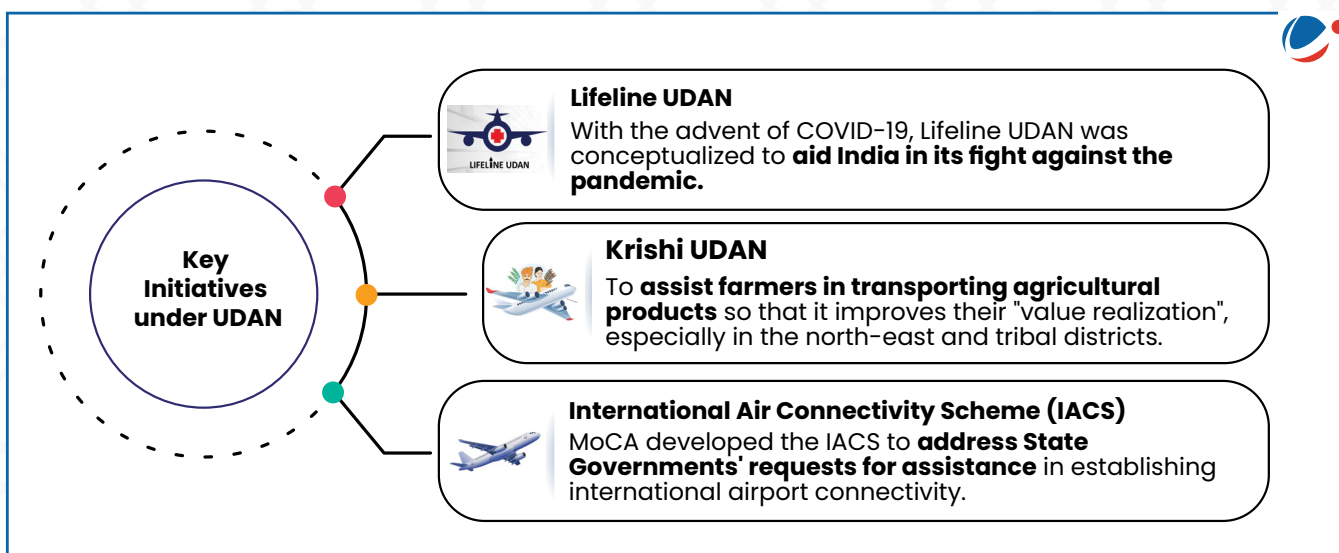 Key
Initiatives
under UDAN
LIFELINE UDAN
Lifeline UDAN
With the advent of COVID-19, Lifeline UDAN was
conceptualized to aid India in its fight against the
pandemic.
Krishi UDAN
To assist farmers in transporting agricultural
products so that it improves their "value realization",
especially in the north-east and tribal districts.
International Air Connectivity Scheme (IACS)
MoCA developed the IACS to address State
Governments' requests for assistance in establishing
international airport connectivity.